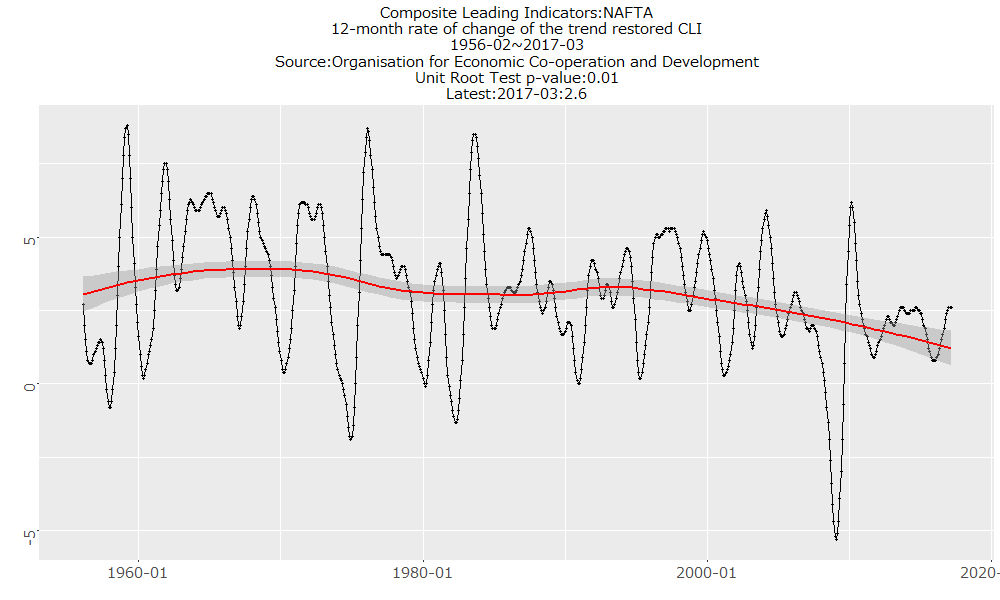 Composite Leading Indicators:NAFTA
12-month rate of change of the trend restored CLI
1956-02~2017-03
Source:Organisation for Economic Co-operation and Development
Unit Root Test p-value:0.01
Latest:2017-03:2.6
5
0
-5
1960-01
1980-01
2000-01
2020-